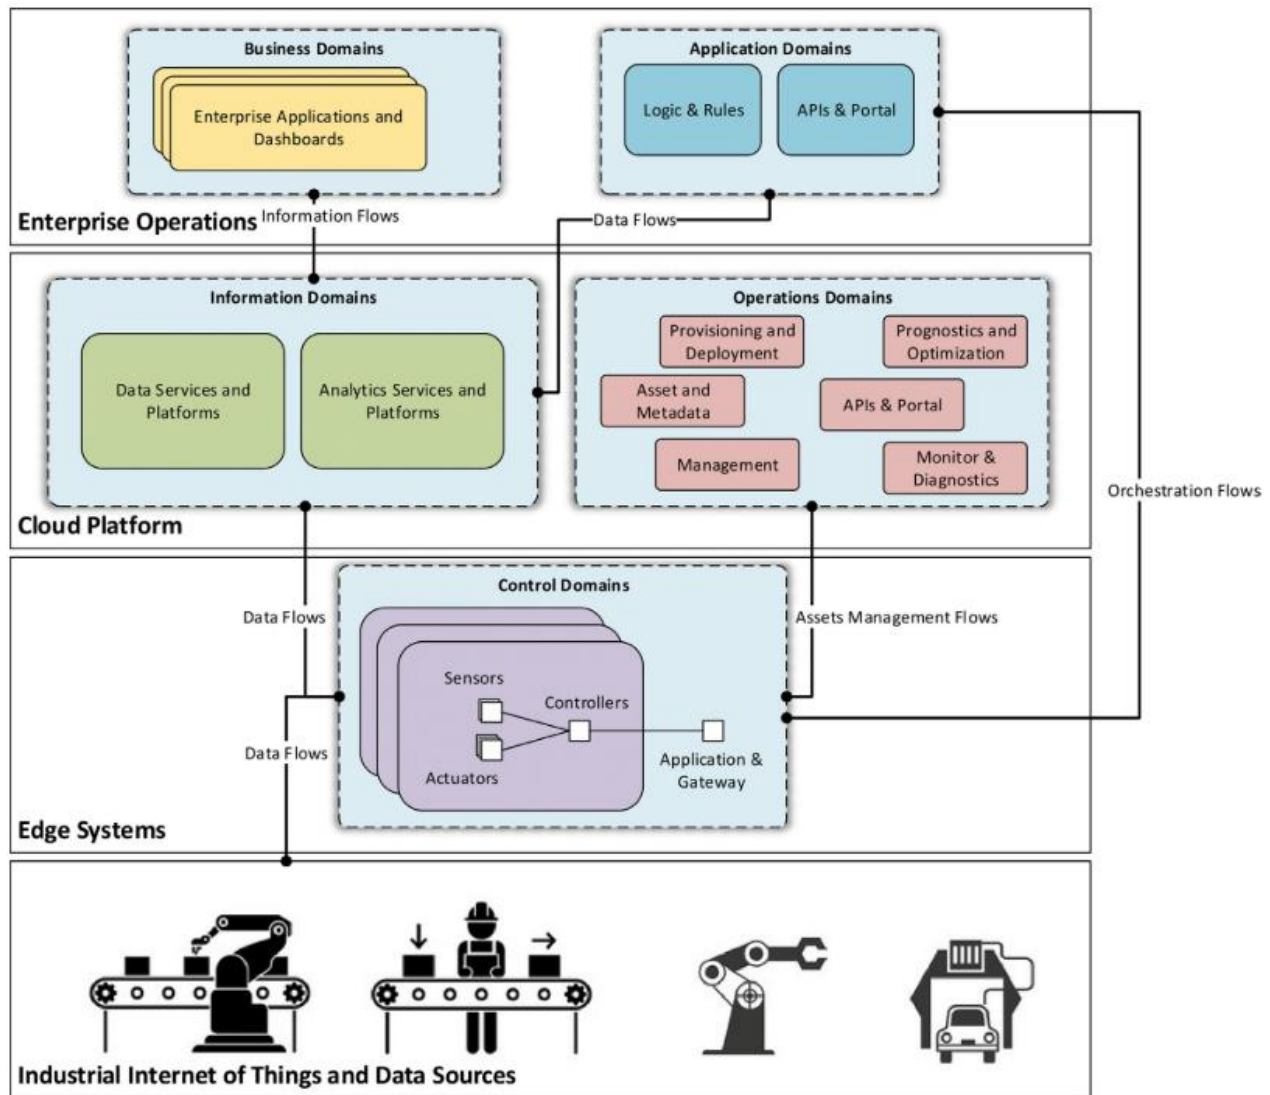 Business Domains
Enterprise Applications and
Dashboards
Application Domains
Logic & Rules
APIs & Portal
Enterprise Operations
Information Flows
Data Flows
Information Domains
Data Services and
Platforms
Analytics Services and
Platforms
Operations Domains
Provisioning and
Deployment
Prognostics and
Optimization
Asset and
Metadata
APIs & Portal
Management
Monitor &
Diagnostics
Cloud Platform
Orchestration Flows
Control Domains
Data Flows
Assets Management Flows
Sensors
Controllers
Data Flows
Actuators
Application &
Gateway
Edge Systems
Industrial Internet of Things and Data Sources